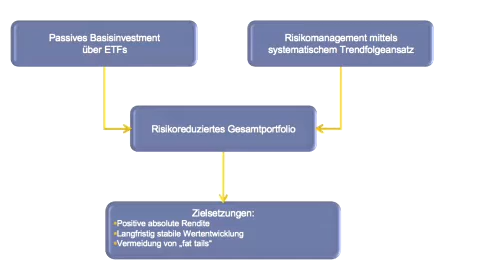 Passives Basisinvestment
über ETFs
Risikomanagement mittels
systematischem Trendfolgeansatz
Risikoreduziertes Gesamtportfolio
Zielsetzungen:
•Positive absolute Rendite
•Langfristig stabile Wertentwicklung
•Vermeidung von „fat tails“